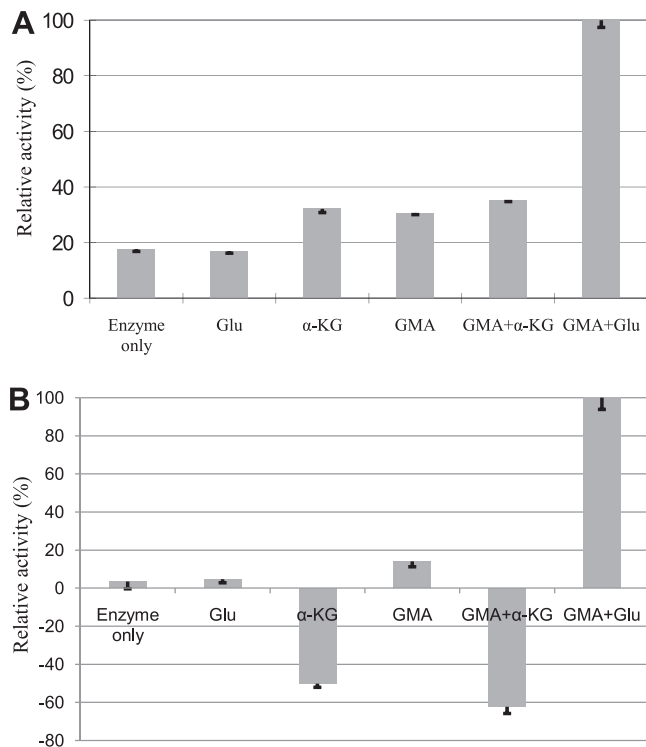 A
Relative activity (%)
100
80
60
40
20
0
Enzyme only
Glu
α-KG
GMA
GMA+α-KG
GMA+Glu
B
Relative activity (%)
100
80
60
40
20
0
-20
-40
-60
-80
Enzyme only
Glu
α-KG
GMA
GMA+α-KG
GMA+Glu